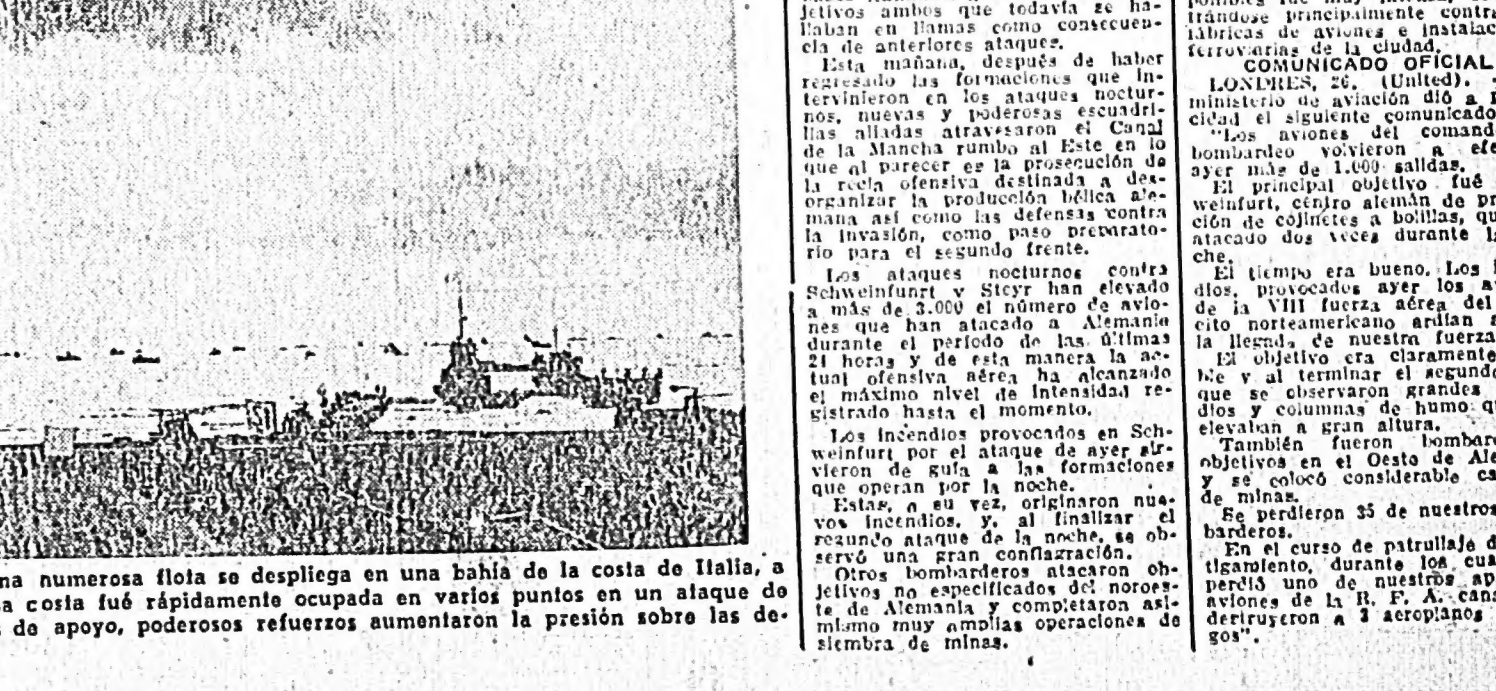 na numerosa flota se despliega en una bahía de la costa de Italia, a
sa costa fué rápidamente ocupada en varios puntos en un ataque de
s de apoyo, poderosos refuerzos aumentaron la presión sobre las de-
jetivos ambos que todavía se ha-
llaban en llamas como consecuen-
cia de anteriores ataques.
Esta mañana, después de haber
regresado las formaciones que in-
tervinieron en los ataques noctur-
nos, nuevas y poderosas escuadri-
llas aliadas atravesaron el Canal
de la Mancha rumbo al Este en lo
que al parecer es la prosecución de
la recia ofensiva destinada a des-
organizar la producción bélica ale-
mana así como las defensas contra
la invasión, como paso preparato-
rio para el segundo frente.
Los ataques nocturnos contra
Schweinfunrt y Steyr han elevado
a más de 3.000 el número de avio-
nes que han atacado a Alemania
durante el período de las últimas
24 horas y de esta manera la ac-
tual ofensiva aérea ha alcanzado
el máximo nivel de intensidad re-
gistrado hasta el momento.
Los incendios provocados en Sch-
weinfurt por el ataque de ayer sir-
vieron de guía a las formaciones
que operan por la noche.
Estas, a su vez, originaron nue-
vos incendios, y, al finalizar el
segundo ataque de la noche, se ob-
servó una gran conflagración.
Otros bombarderos atacaron ob-
jetivos no especificados del noroes-
te de Alemania y completaron asi-
mismo muy amplias operaciones de
siembra de minas.
trándose principalmente contra
fábricas de aviones e instalac
ferroviarias de la ciudad.
COMUNICADO OFICIAL
LONDRES, 26. (United).
ministerio de aviación dió a
cidad el siguiente comunicado
"Los aviones del comand
bombardeo volvieron a efe
ayer más de 1.000 salidas.
El principal objetivo fué
weinfurt, centro alemán de pr
ción de cojinetes a bolillas, qu
atacado dos veces durante la
che.
El tiempo era bueno. Los
dios, provocados ayer los av
de la VIII fuerza aérea del
cito norteamericano ardían a
la llegada de nuestra fuerza
El objetivo era claramente
ble y al terminar el segundo
que se observaron grandes
dios y columnas de humo qu
elevaban a gran altura.
También fueron bombard
objetivos en el Oeste de Ale
y se colocó considerable ca
de minas.
Se perdieron 35 de nuestros
barderos.
En el curso de patrullaje d
tigamiento, durante los cual
perdió uno de nuestros ap
aviones de la R. F. A. cans
destruyeron a 3 aeroplanos
gos".